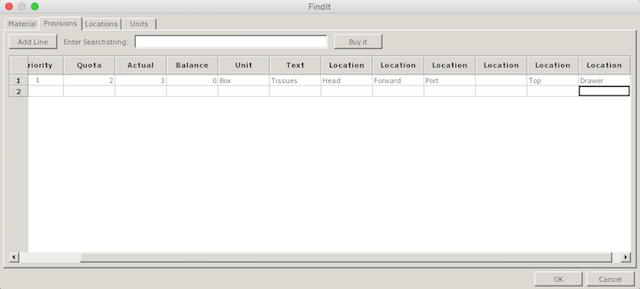 FindIt
Material Provisions Locations Units
Add Line Enter Searchstring: Buy it
riority Quota Actual Balance Unit Text Location Location Location Location Location Location
1 1 2 3 0 Box Tissues Head Forward Port Top Drawer
2
OK Cancel